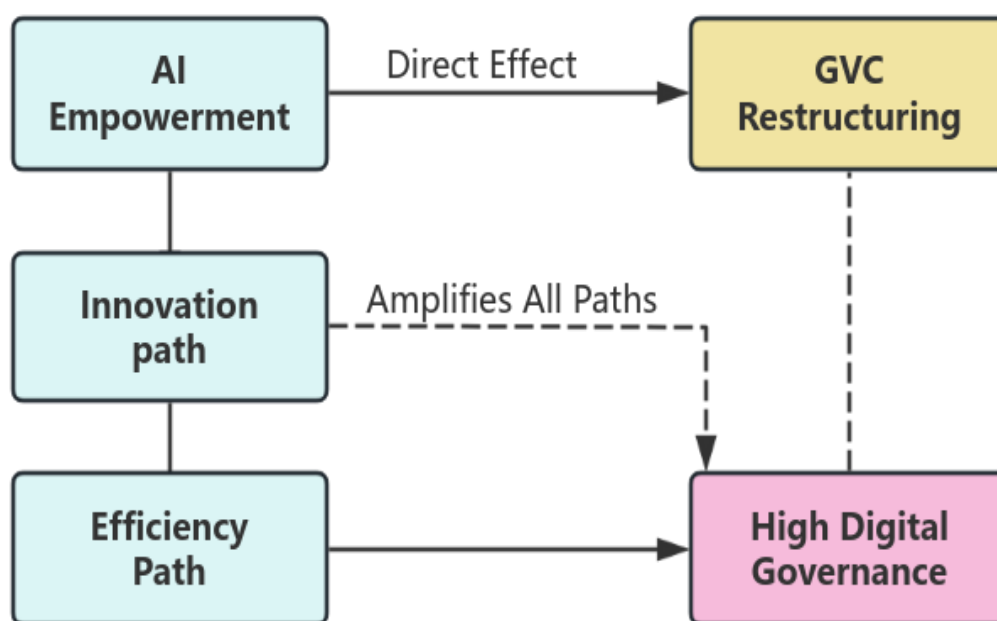 AI
Empowerment
Direct Effect
GVC
Restructuring
Innovation
path
Amplifies All Paths
Efficiency
Path
High Digital
Governance